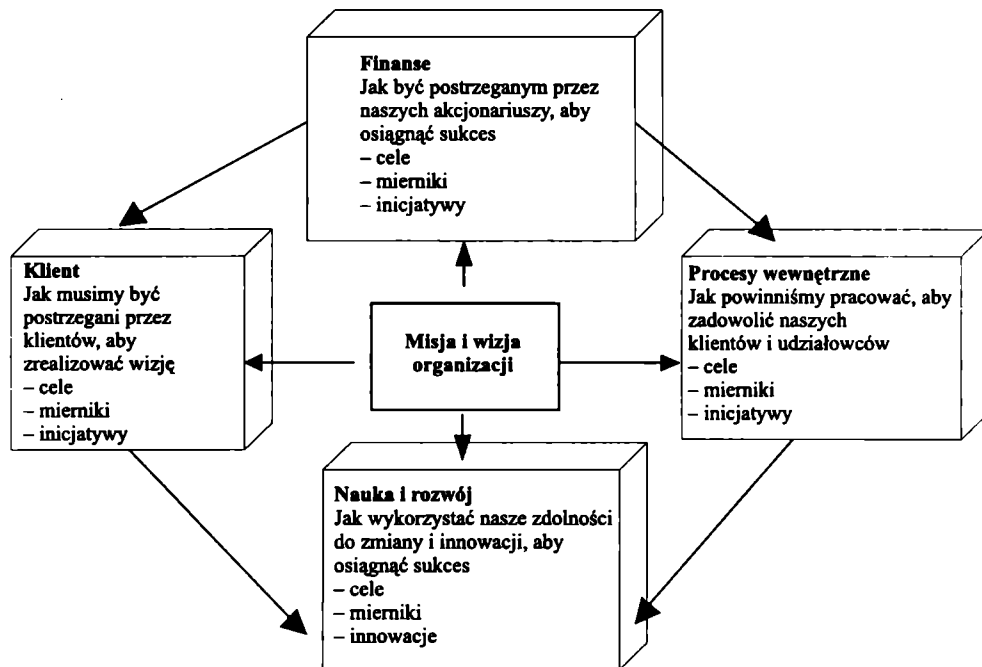 Finanse
Jak być postrzeganym przez
naszych akcjonariuszy, aby
osiągnąć sukces
– cele
– mierniki
– inicjatywy
Klient
Jak musimy być
postrzegani przez
klientów, aby
zrealizować wizję
– cele
– mierniki
– inicjatywy
Misja i wizja
organizacji
Procesy wewnętrzne
Jak powinniśmy pracować, aby
zadowolić naszych
klientów i udziałowców
– cele
– mierniki
– inicjatywy
Nauka i rozwój
Jak wykorzystać nasze zdolności
do zmiany i innowacji, aby
osiągnąć sukces
– cele
– mierniki
– innowacje